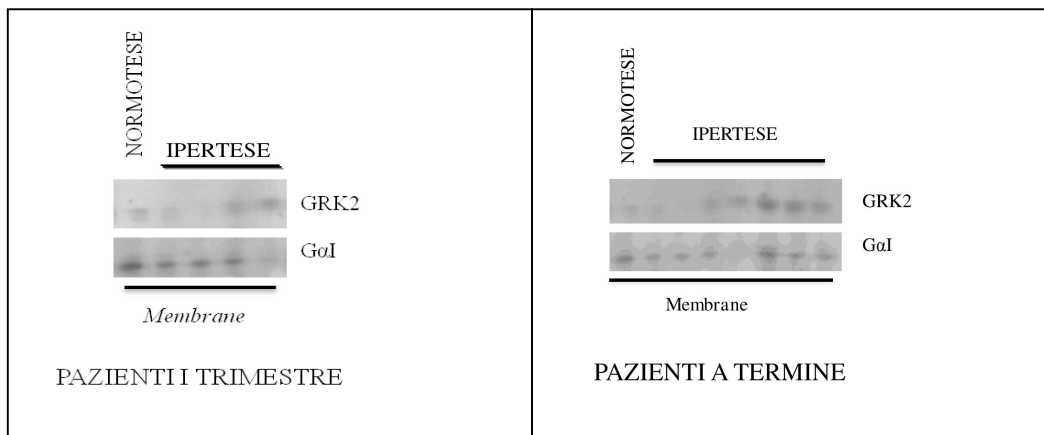 NORMOTESE
IPERTESE
GRK2
GαI
Membrane
PAZIENTI I TRIMESTRE
NORMOTESE
IPERTESE
GRK2
GαI
Membrane
PAZIENTI A TERMINE